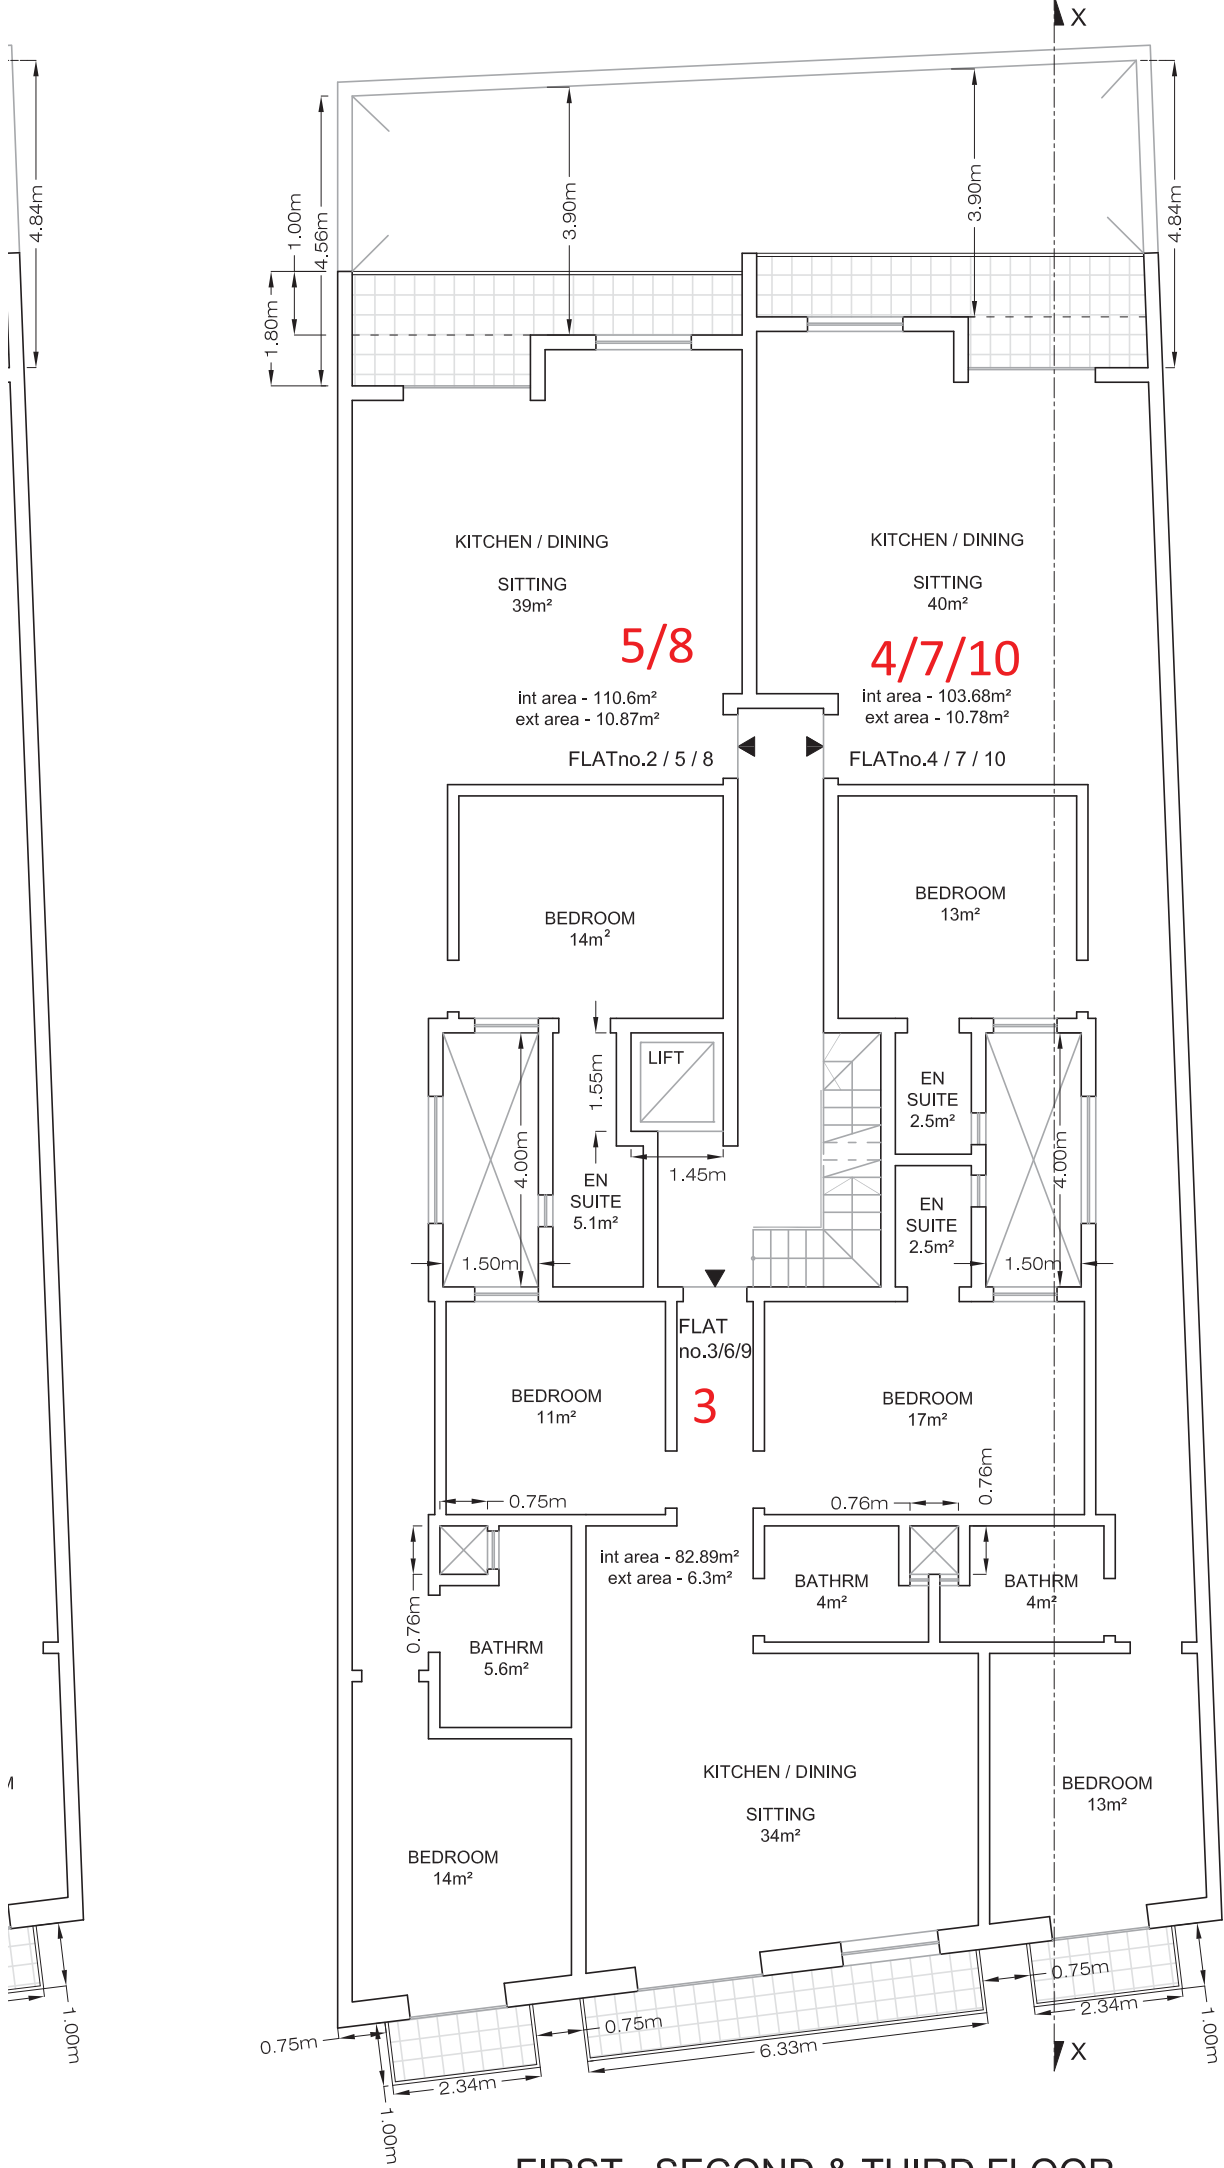 X
4.84m
1.00m
4.56m
3.90m
3.90m
4.84m
1.80m
KITCHEN / DINING
SITTING
39m²
KITCHEN / DINING
SITTING
40m²
5/8
4/7/10
int area - 110.6m²
ext area - 10.87m²
int area - 103.68m²
ext area - 10.78m²
FLATno.2 / 5 / 8
FLATno.4 / 7 / 10
BEDROOM
14m²
BEDROOM
13m²
LIFT
1.55m
4.00m
1.45m
EN
SUITE
5.1m²
EN
SUITE
2.5m²
4.00m
EN
SUITE
2.5m²
1.50m
1.50m
FLAT
no.3/6/9
3
BEDROOM
11m²
BEDROOM
17m²
0.75m
0.76m
0.76m
0.76m
int area - 82.89m²
ext area - 6.3m²
BATHRM
4m²
BATHRM
4m²
BATHRM
5.6m²
KITCHEN / DINING
SITTING
34m²
BEDROOM
13m²
BEDROOM
14m²
0.75m
1.00m
2.34m
0.75m
6.33m
0.75m
2.34m
1.00m
1.00m
X
FIRST , SECOND & THIRD FLOOR